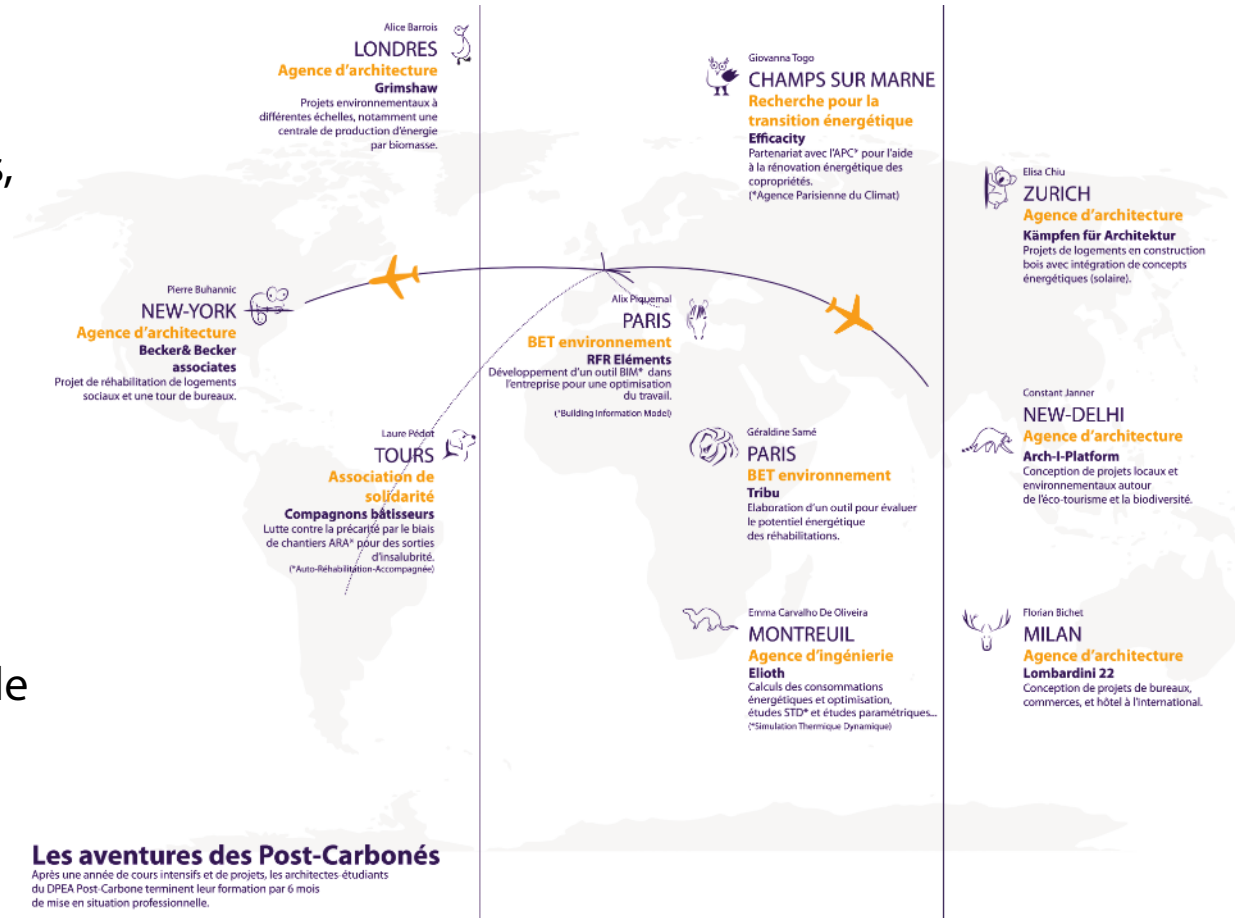 Alice Barrois
LONDRES
Agence d'architecture
Grimshaw
Projets environnementaux à
différentes échelles, notamment une
centrale de production d'énergie
par biomasse.
s,
Pierre Buhannic
NEW-YORK
Agence d'architecture
Becker& Becker
associates
Projet de réhabilitation de logements
sociaux et une tour de bureaux.
Laure Pédot
TOURS
Association de
solidarité
Compagnons bâtisseurs
Lutte contre la précarité par le biais
de chantiers ARA* pour des sorties
d'insalubrité.
(*Auto-Réhabilitation-Accompagnée)
le
Alix Piquemal
PARIS
BET environnement
RFR Eléments
Développement d'un outil BIM* dans
l'entreprise pour une optimisation
du travail.
(*Building Information Model)
Giovanna Togo
CHAMPS SUR MARNE
Recherche pour la
transition énergétique
Efficacity
Partenariat avec l'APC* pour l'aide
à la rénovation énergétique des
copropriétés.
(*Agence Parisienne du Climat)
Géraldine Samé
PARIS
BET environnement
Tribu
Elaboration d'un outil pour évaluer
le potentiel énergétique
des réhabilitations.
Emma Carvalho De Oliveira
MONTREUIL
Agence d'ingénierie
Elioth
Calculs des consommations
énergétiques et optimisation,
études STD* et études paramétriques...
(*Simulation Thermique Dynamique)
Elisa Chiu
ZURICH
Agence d'architecture
Kämpfen für Architektur
Projets de logements en construction
bois avec intégration de concepts
énergétiques (solaire).
Constant Janner
NEW-DELHI
Agence d'architecture
Arch-I-Platform
Conception de projets locaux et
environnementaux autour
de l'éco-tourisme et la biodiversité.
Florian Bichet
MILAN
Agence d'architecture
Lombardini 22
Conception de projets de bureaux,
commerces, et hôtel à l'international.
Les aventures des Post-Carbonés
Après une année de cours intensifs et de projets, les architectes-étudiants
du DPEA Post-Carbone terminent leur formation par 6 mois
de mise en situation professionnelle.